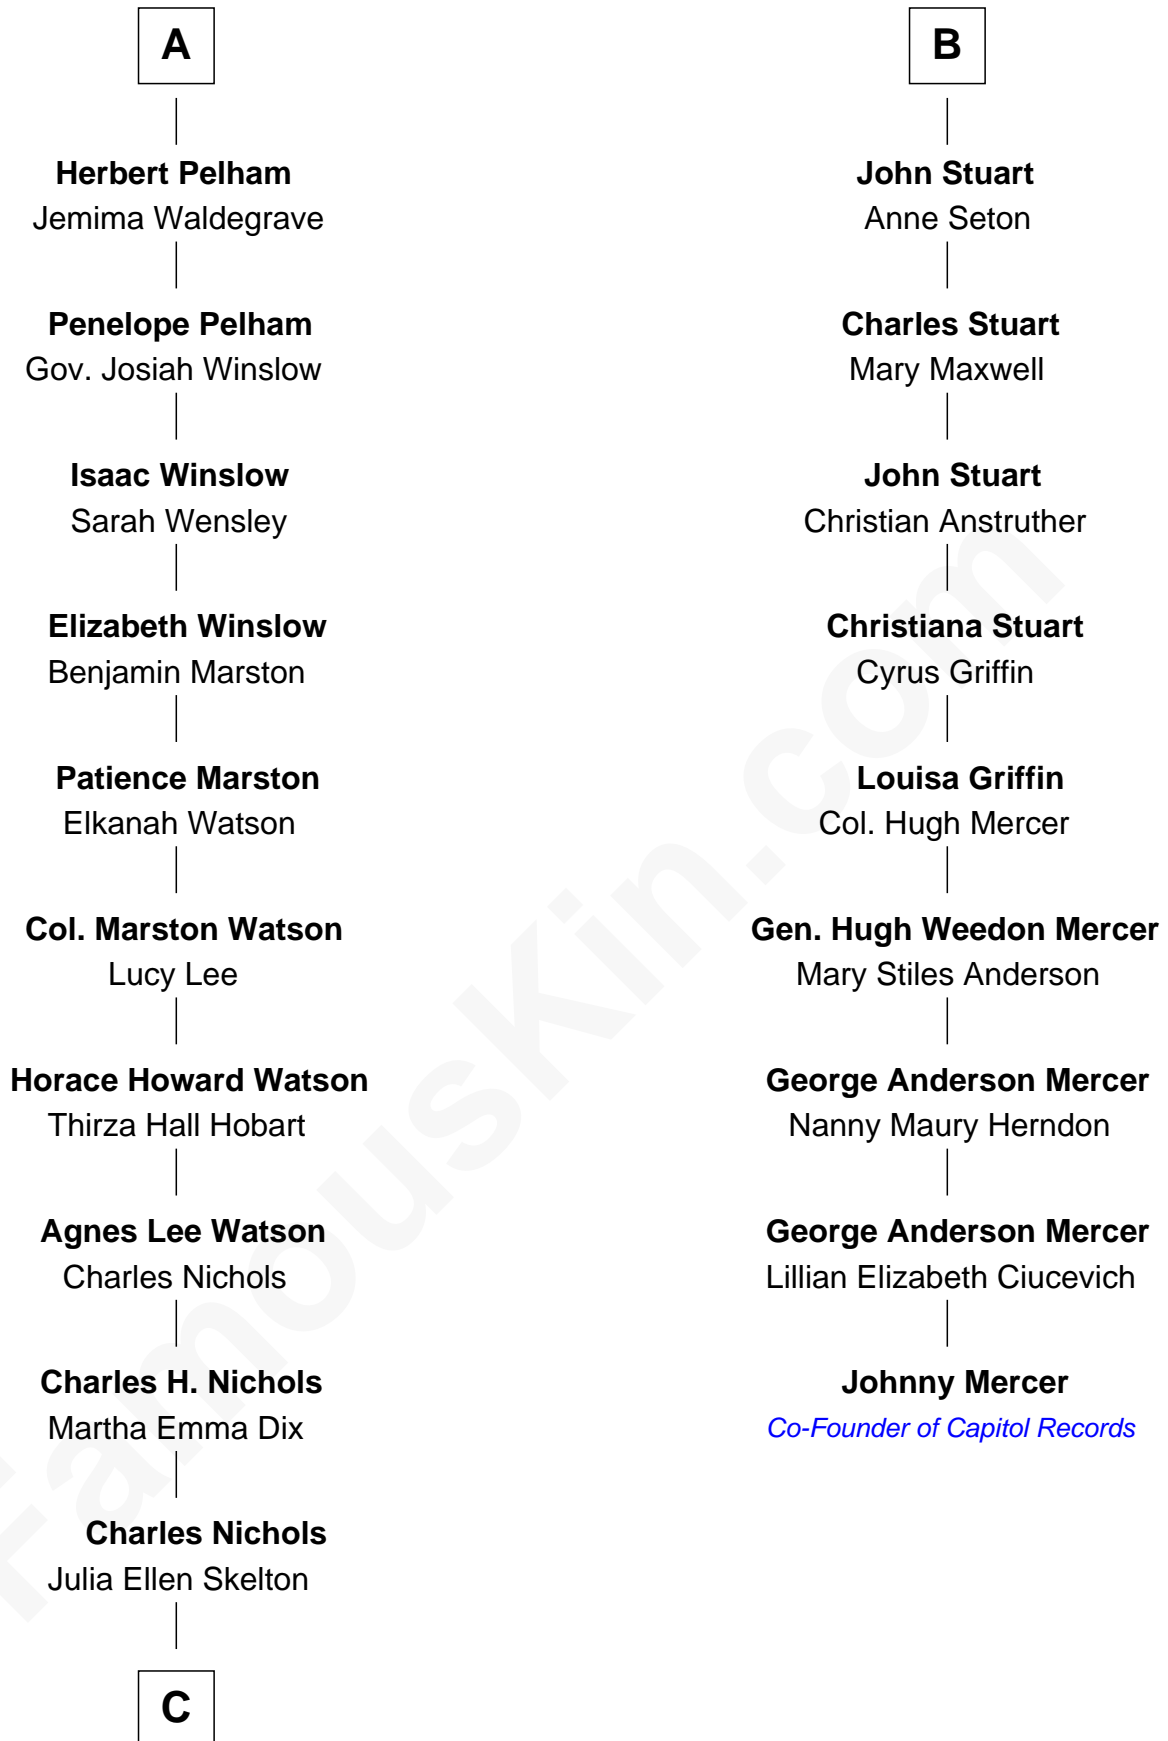 A
Herbert Pelham
Jemima Waldegrave
Penelope Pelham
Gov. Josiah Winslow
Isaac Winslow
Sarah Wensley
Elizabeth Winslow
Benjamin Marston
Patience Marston
Elkanah Watson
Col. Marston Watson
Lucy Lee
Horace Howard Watson
Thirza Hall Hobart
Agnes Lee Watson
Charles Nichols
Charles H. Nichols
Martha Emma Dix
Charles Nichols
Julia Ellen Skelton
C
B
John Stuart
Anne Seton
Charles Stuart
Mary Maxwell
John Stuart
Christian Anstruther
Christiana Stuart
Cyrus Griffin
Louisa Griffin
Col. Hugh Mercer
Gen. Hugh Weedon Mercer
Mary Stiles Anderson
George Anderson Mercer
Nanny Maury Herndon
George Anderson Mercer
Lillian Elizabeth Ciucevich
Johnny Mercer
Co-Founder of Capitol Records
FamousKin.com